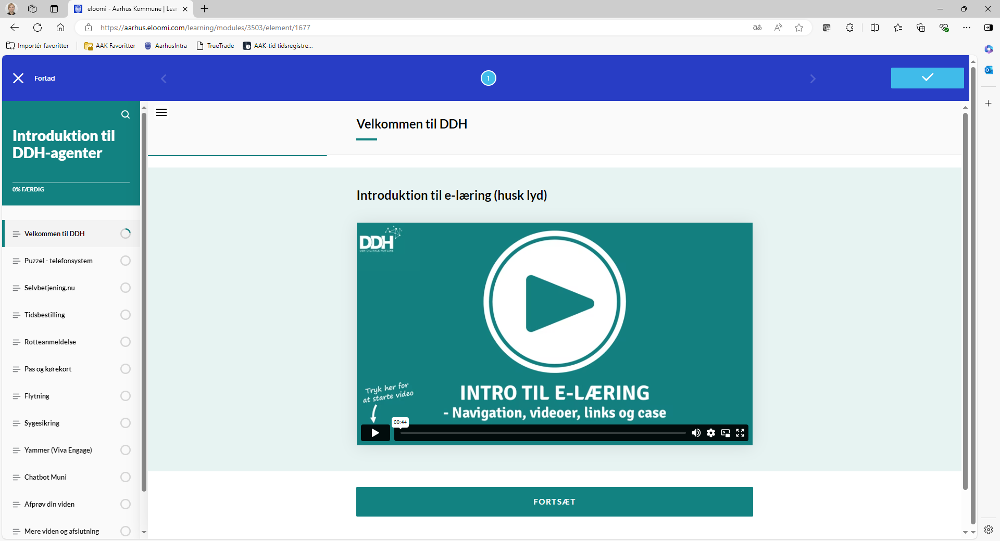 eloomi - Aarhus Kommune | Lear
https://aarhus.eloomi.com/learning/modules/3503/element/1677
Importér favoritter
AAK Favoritter
AarhusIntra
TrueTrade
AAK-tid tidsregistre...
Forlad
1
Introduktion til
DDH-agenter
0% FÆRDIG
Velkommen til DDH
Puzzel - telefonsystem
Selvbetjening.nu
Tidsbestilling
Rotteanmeldelse
Pas og kørekort
Flytning
Sygesikring
Yammer (Viva Engage)
Chatbot Muni
Afprøv din viden
Mere viden og afslutning
Velkommen til DDH
Introduktion til e-læring (husk lyd)
DDH
DEN DIGITALE HOTLINE
Tryk her for
at starte video
INTRO TIL E-LÆRING
- Navigation, videoer, links og case
00:44
FORTSÆT